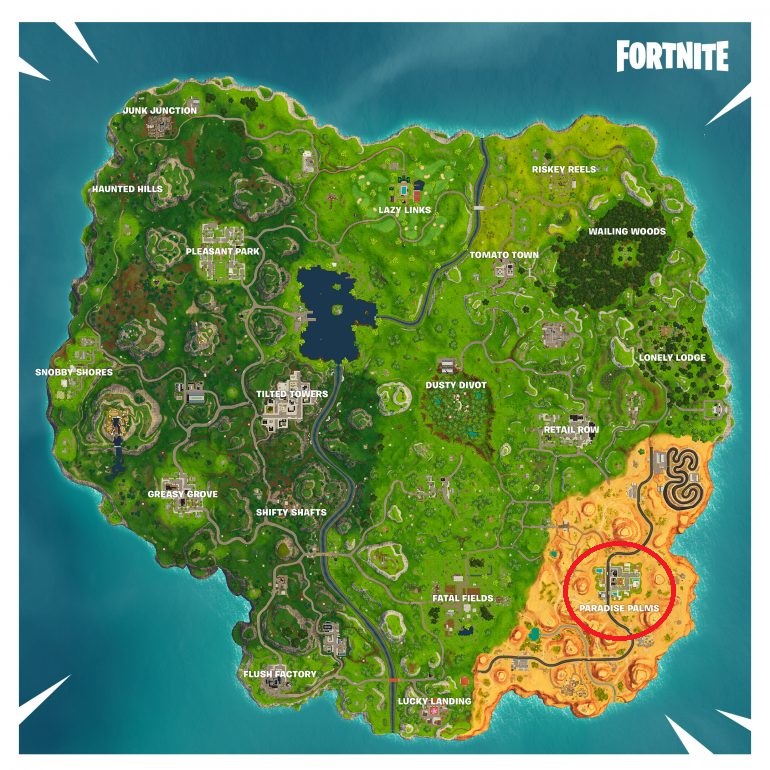 FORTNITE
JUNK JUNCTION
RISKEY REELS
HAUNTED HILLS
LAZY LINKS
WAILING WOODS
PLEASANT PARK
TOMATO TOWN
LONELY LODGE
SNOBBY SHORES
DUSTY DIVOT
TILTED TOWERS
RETAIL ROW
GREASY GROVE
SHIFTY SHAFTS
FATAL FIELDS
PARADISE PALMS
FLUSH FACTORY
LUCKY LANDING